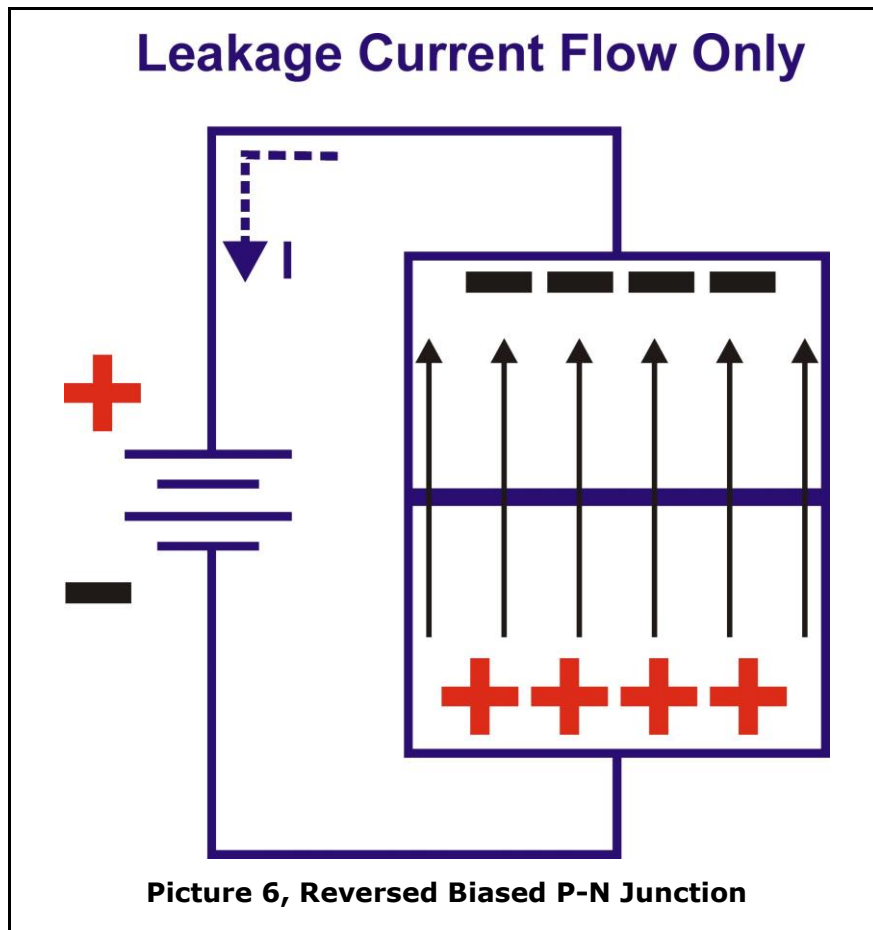 Leakage Current Flow Only
I
Picture 6, Reversed Biased P-N Junction